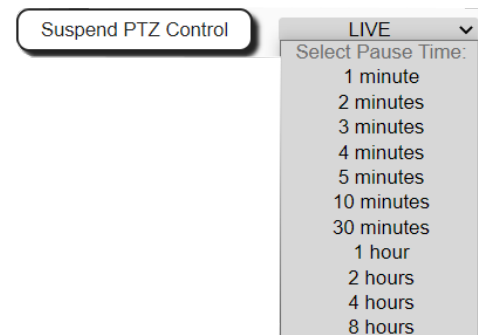 Suspend PTZ Control
LIVE
Select Pause Time:
1 minute
2 minutes
3 minutes
4 minutes
5 minutes
10 minutes
30 minutes
1 hour
2 hours
4 hours
8 hours